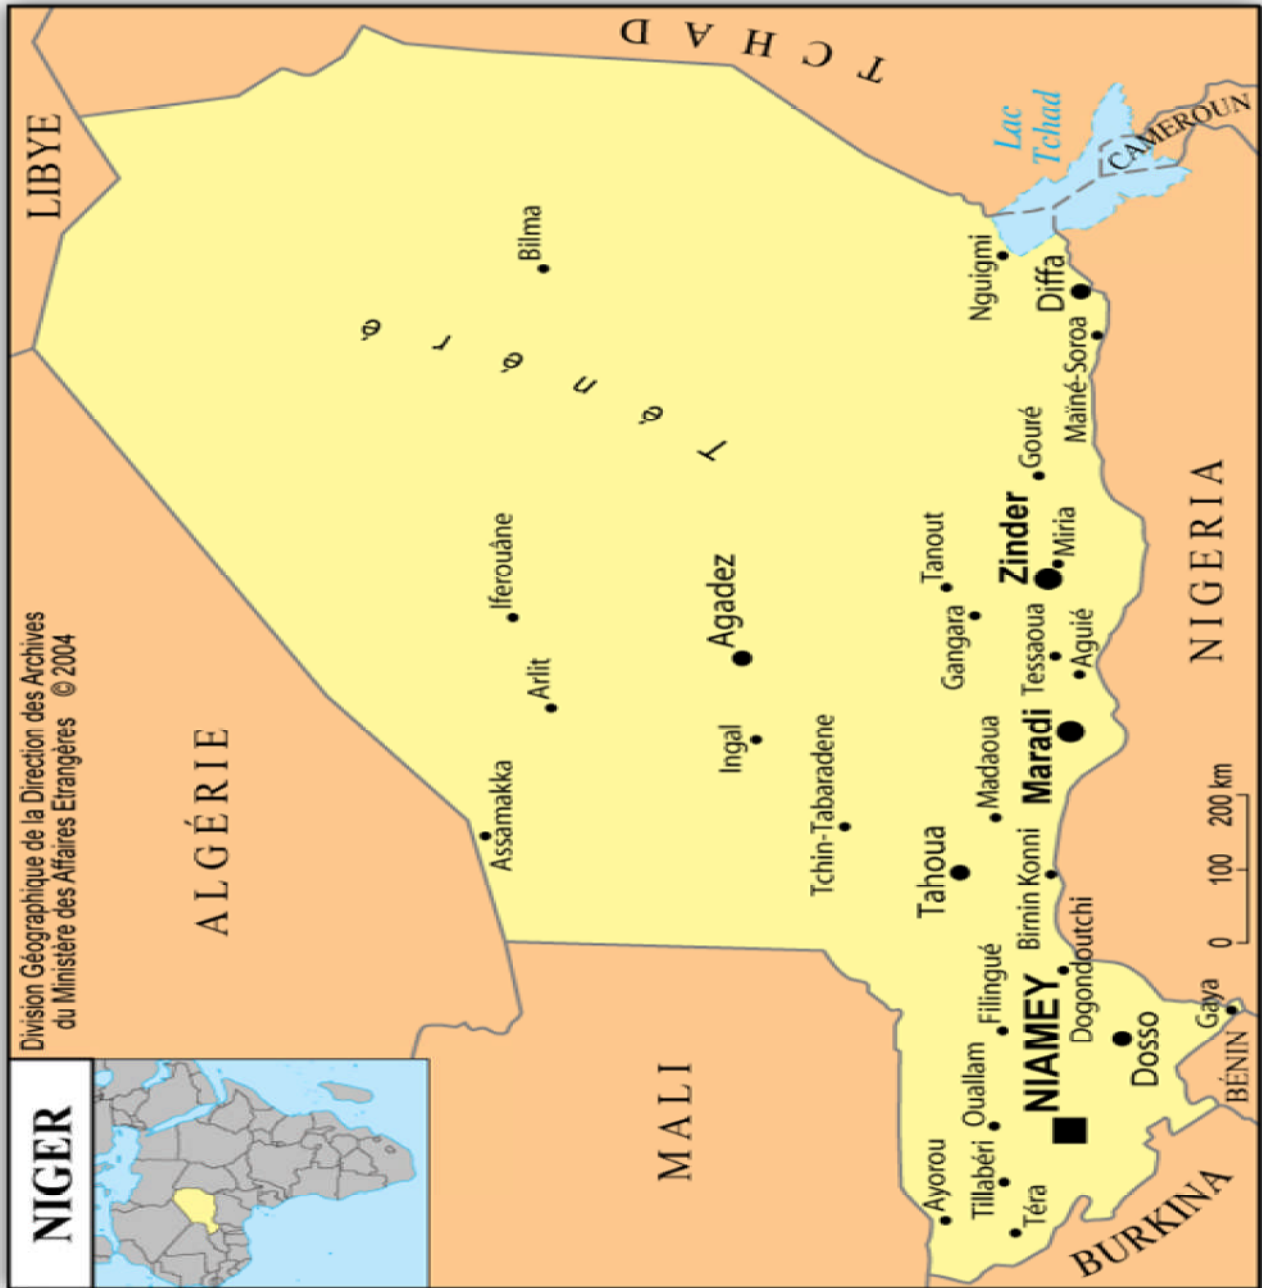 NIGER
Division Géographique de la Direction des Archives
du Ministère des Affaires Etrangères © 2004
LIBYE
ALGÉRIE
MALI
TCHAD
Ténéré
Bilma
Iferouâne
Arlit
Assamakka
Agadez
Ingal
Tchin-Tabaradene
Tanout
Gangara
Tahoua
Madaoua
Nguigmi
Lac
Tchad
Diffa
Maïné-Soroa
Gouré
Zinder
Miria
Tessaoua
Aguié
Maradi
Birnin Konni
Filingué
Ouallam
Ayorou
Tillabéri
Téra
NIAMEY
Dogondoutchi
Dosso
Gaya
BURKINA
BÉNIN
NIGERIA
CAMEROUN
0 100 200 km